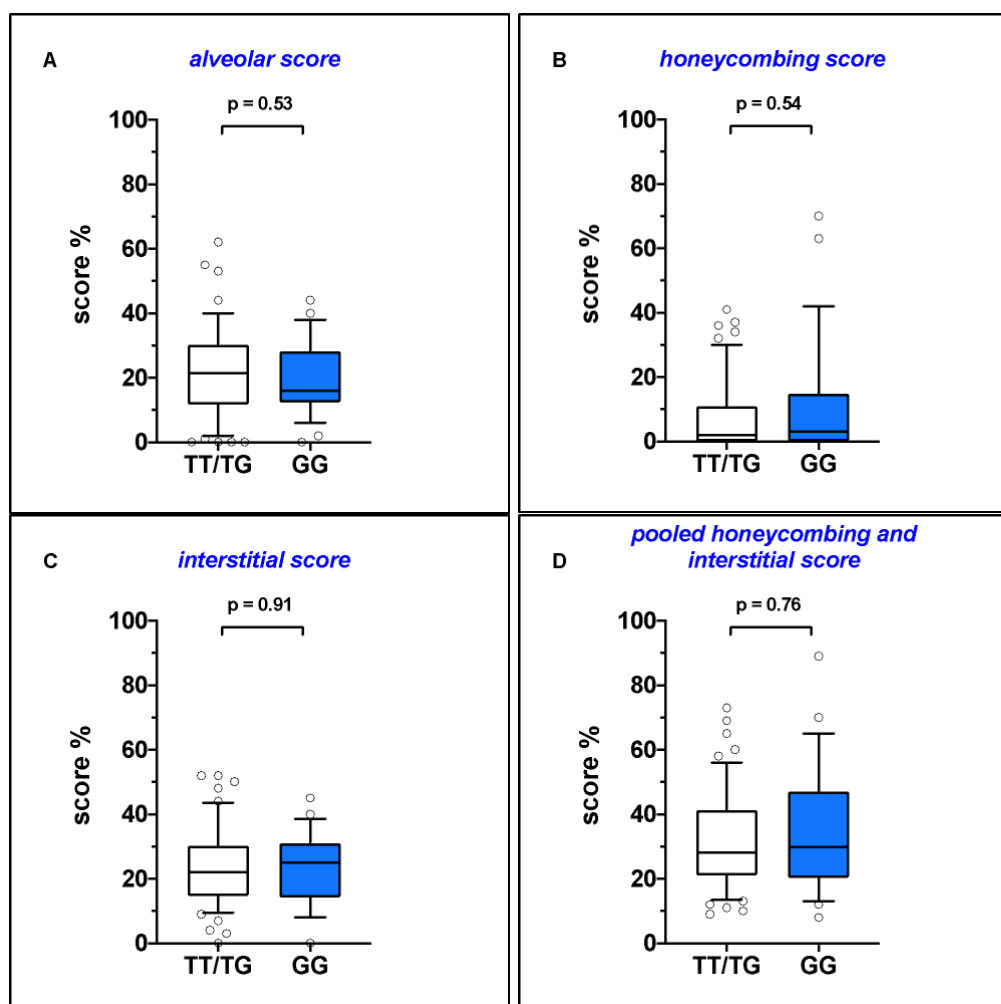 A
alveolar score
p = 0.53
100
80
60
40
20
0
score %
TT/TG
GG
B
honeycombing score
p = 0.54
100
80
60
40
20
0
score %
TT/TG
GG
C
interstitial score
p = 0.91
100
80
60
40
20
0
score %
TT/TG
GG
D
pooled honeycombing and
interstitial score
p = 0.76
100
80
60
40
20
0
score %
TT/TG
GG